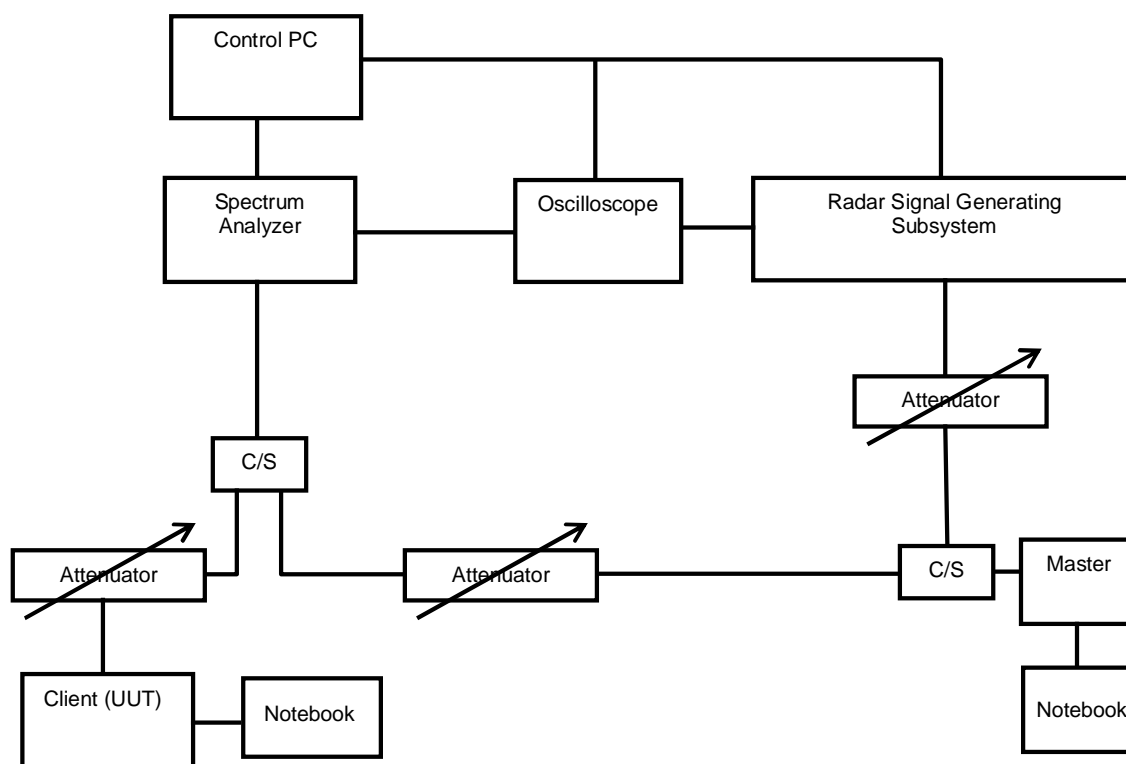 Control PC
Spectrum
Analyzer
Oscilloscope
Radar Signal Generating
Subsystem
Attenuator
C/S
Attenuator
Attenuator
C/S
Master
Client (UUT)
Notebook
Notebook